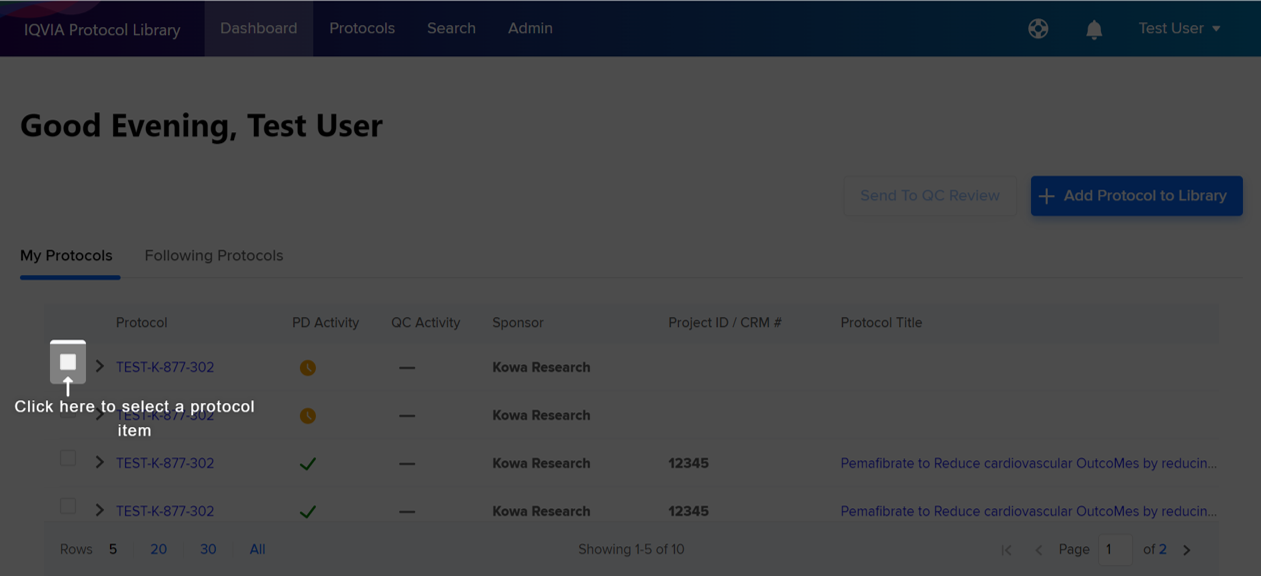 IQVIA Protocol Library Dashboard Protocols Search Admin Test User
Good Evening, Test User
Send To QC Review Add Protocol to Library
My Protocols Following Protocols
Protocol PD Activity QC Activity Sponsor Project ID / CRM # Protocol Title
TEST-K-877-302 — Kowa Research
Click here to select a protocol
item
TEST-K-877-302 — Kowa Research
TEST-K-877-302 — Kowa Research 12345 Pemafibrate to Reduce cardiovascular OutcoMes by reducin...
TEST-K-877-302 — Kowa Research 12345 Pemafibrate to Reduce cardiovascular OutcoMes by reducin...
Rows 5 20 30 All Showing 1-5 of 10 Page 1 of 2